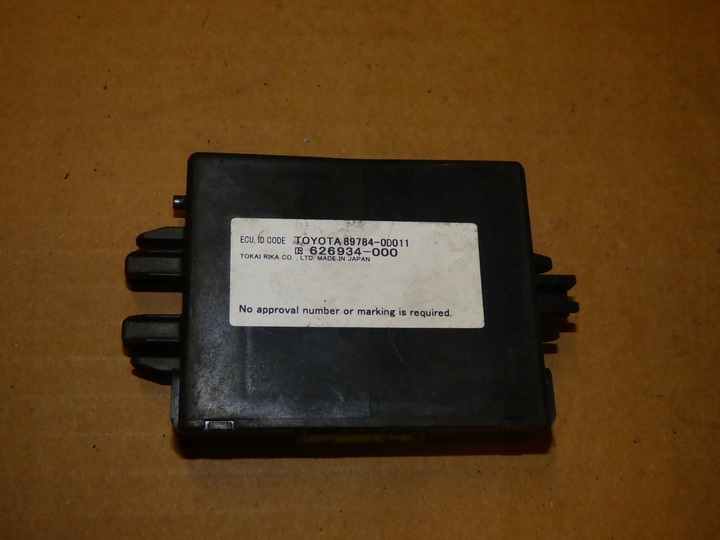 ECU, ID CODE TOYOTA 89784-0D011
626934-000
TOKAI RIKA CO. , LTD. MADE IN JAPAN
No approval number or marking is required.